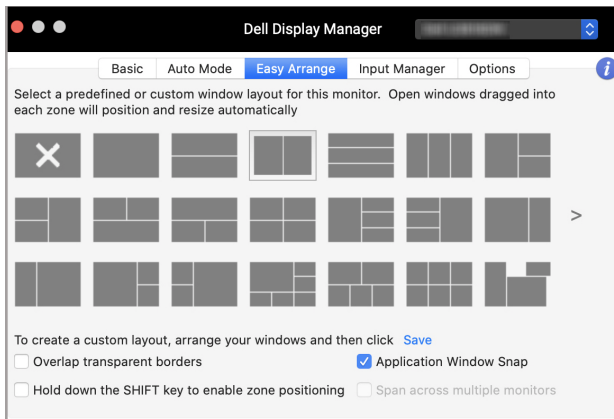 Dell Display Manager
Basic
Auto Mode
Easy Arrange
Input Manager
Options
i
Select a predefined or custom window layout for this monitor. Open windows dragged into
each zone will position and resize automatically
>
To create a custom layout, arrange your windows and then click Save
Overlap transparent borders
Application Window Snap
Hold down the SHIFT key to enable zone positioning
Span across multiple monitors